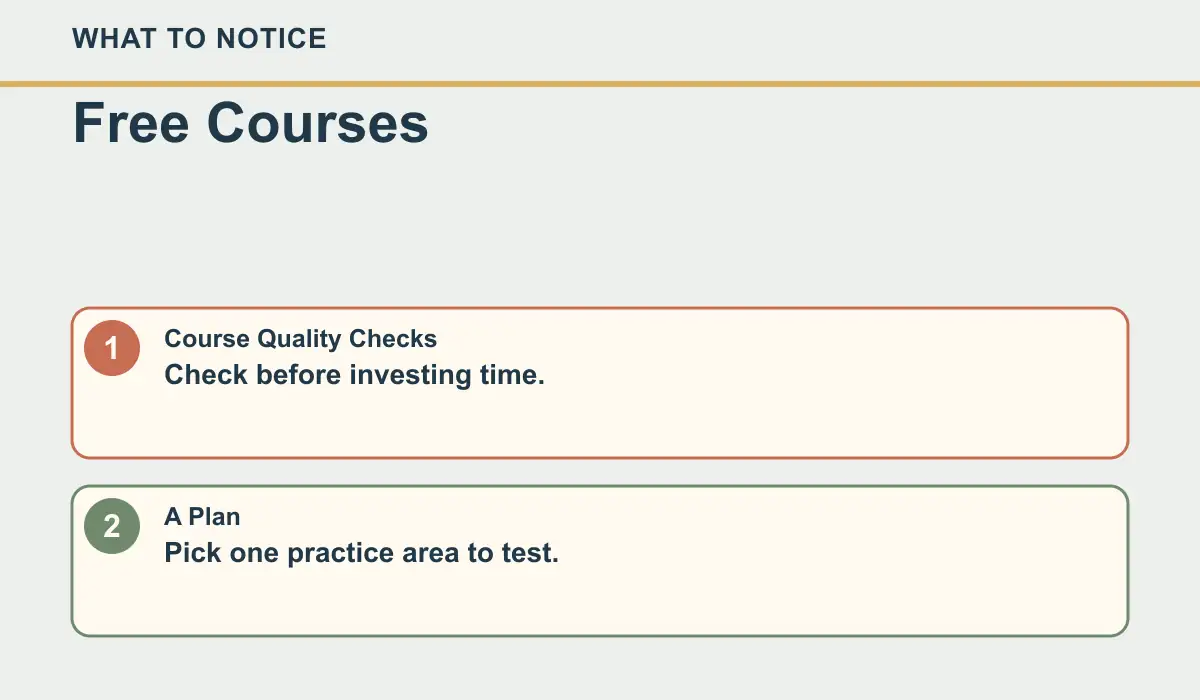 WHAT TO NOTICE
Free Courses
1
Course Quality Checks
Check before investing time.
2
A Plan
Pick one practice area to test.